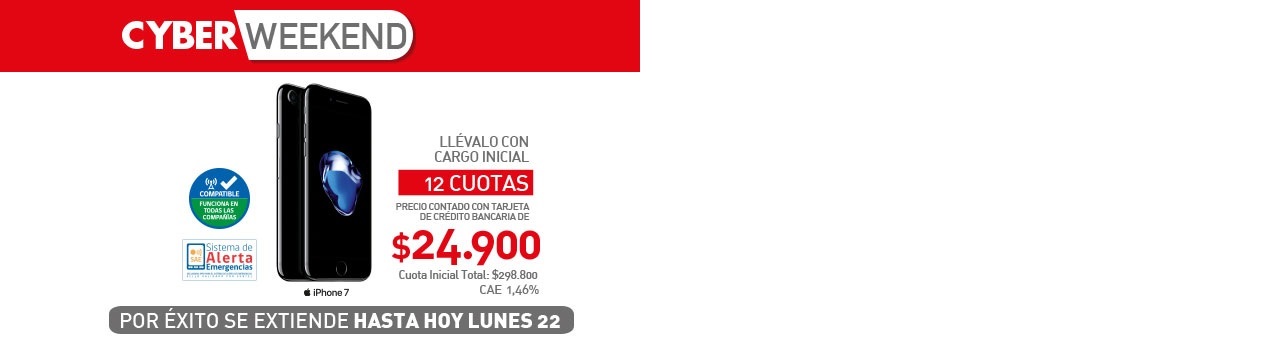 CYBER WEEKEND
LLÉVALO CON
CARGO INICIAL
12 CUOTAS
PRECIO CONTADO CON TARJETA
DE CRÉDITO BANCARIA DE
$24.900
Cuota Inicial Total: $298.800
CAE 1,46%
COMPATIBLE
FUNCIONA EN
TODAS LAS
COMPAÑÍAS
Sistema de
SAE Alerta
Emergencias
iPhone 7
POR ÉXITO SE EXTIENDE HASTA HOY LUNES 22